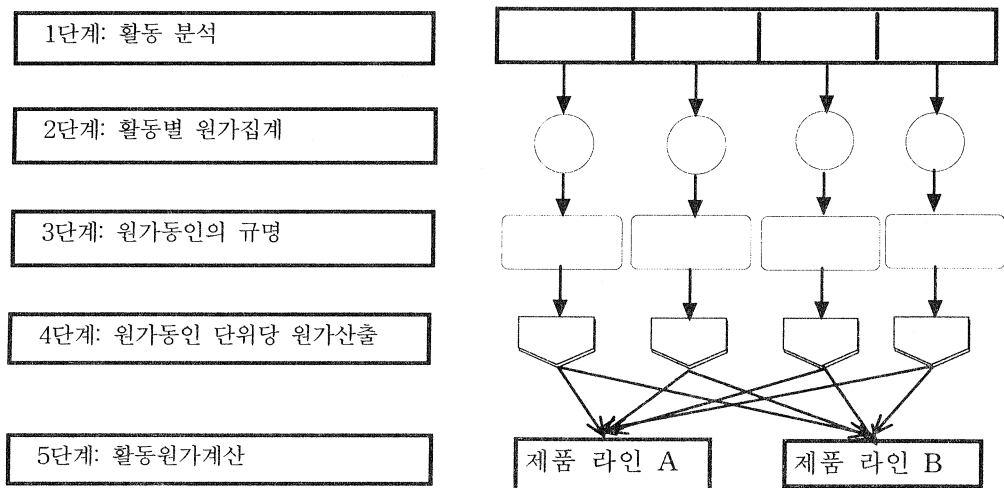 1단계: 활동 분석
2단계: 활동별 원가집계
3단계: 원가동인의 규명
4단계: 원가동인 단위당 원가산출
5단계: 활동원가계산
제품 라인 A
제품 라인 B